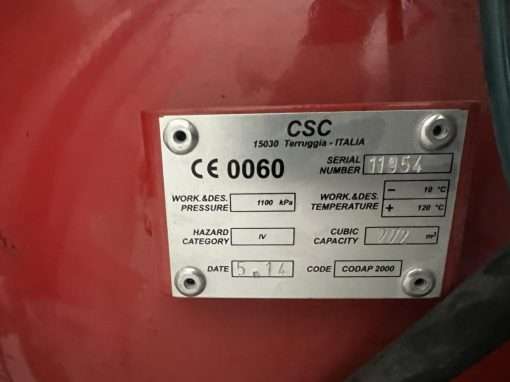 CSC
15030 Terruggia - ITALIA
CE 0060
SERIAL NUMBER 11954
WORK.&DES. PRESSURE 1100 kPa
WORK.&DES. TEMPERATURE - 10 °C
+ 120 °C
HAZARD CATEGORY IV
CUBIC CAPACITY m³
DATE 5 14
CODE CODAP 2000